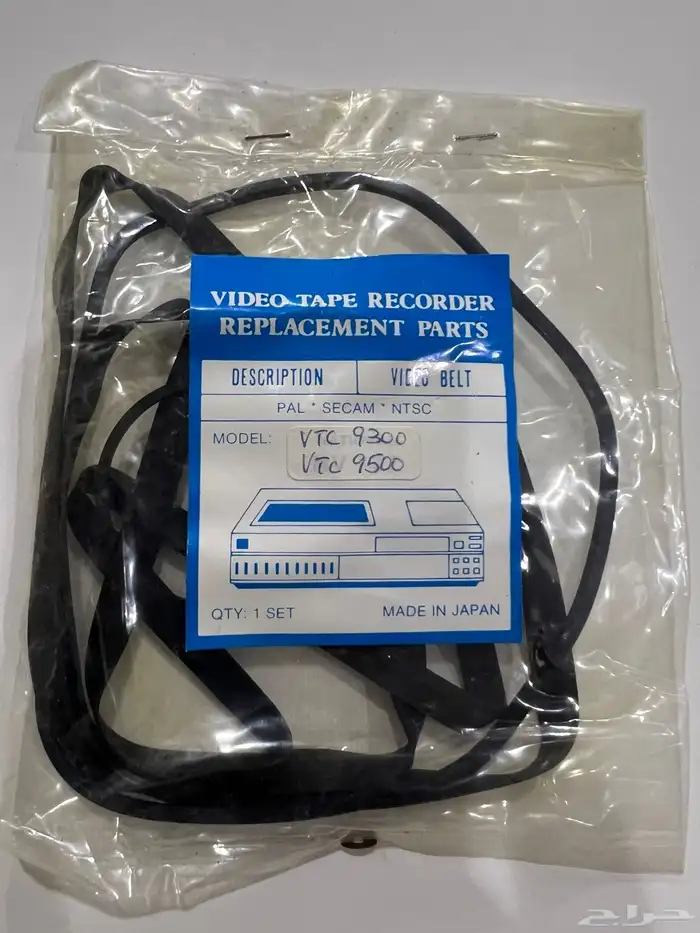 VIDEO TAPE RECORDER
REPLACEMENT PARTS
DESCRIPTION VIDEO BELT
PAL * SECAM * NTSC
MODEL: VTC 9300
VTC 9500
QTY: 1 SET MADE IN JAPAN
حراج